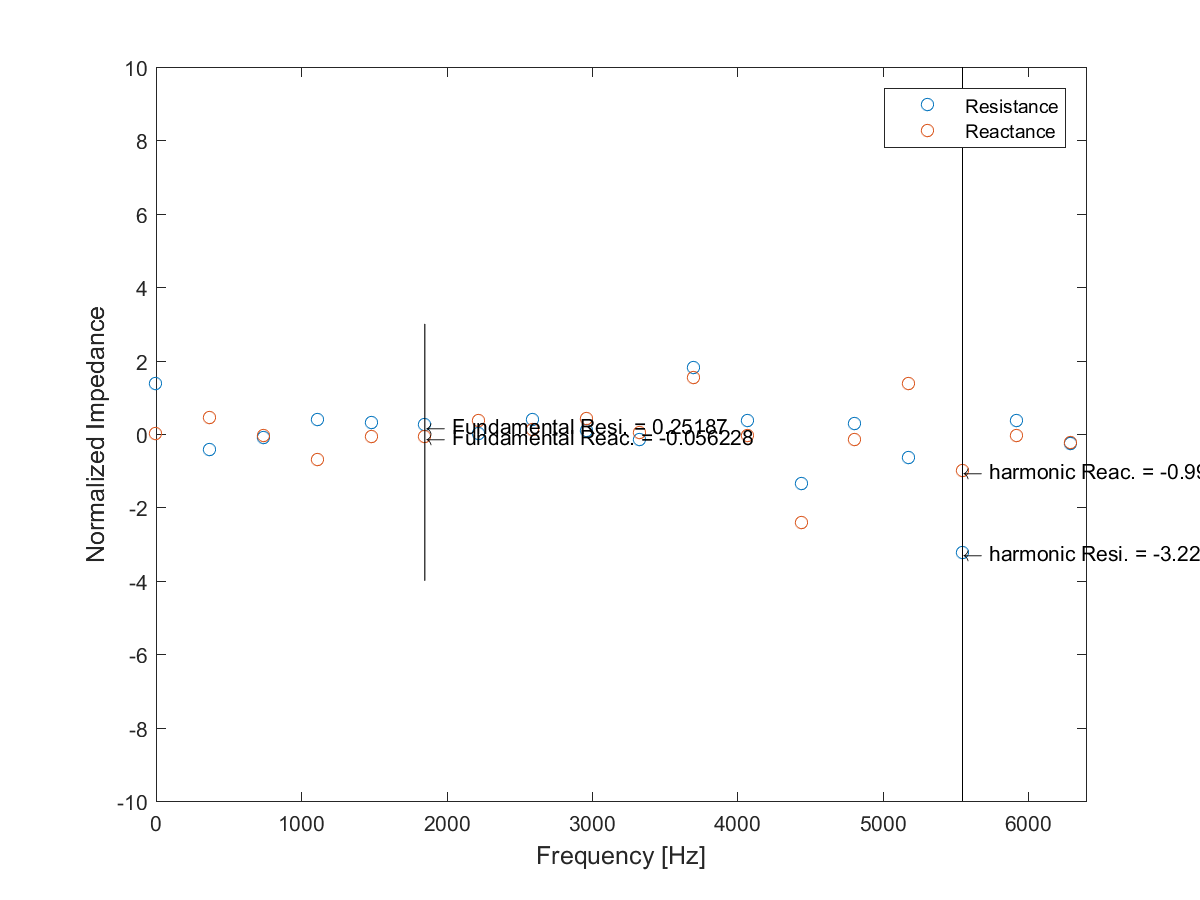 10
8
6
4
2
0
-2
-4
-6
-8
-10
Normalized Impedance
Resistance
Reactance
Fundamental Resi. = 0.25187
Fundamental Reac. = -0.056228
harmonic Reac. = -0.99
harmonic Resi. = -3.22
0 1000 2000 3000 4000 5000 6000
Frequency [Hz]